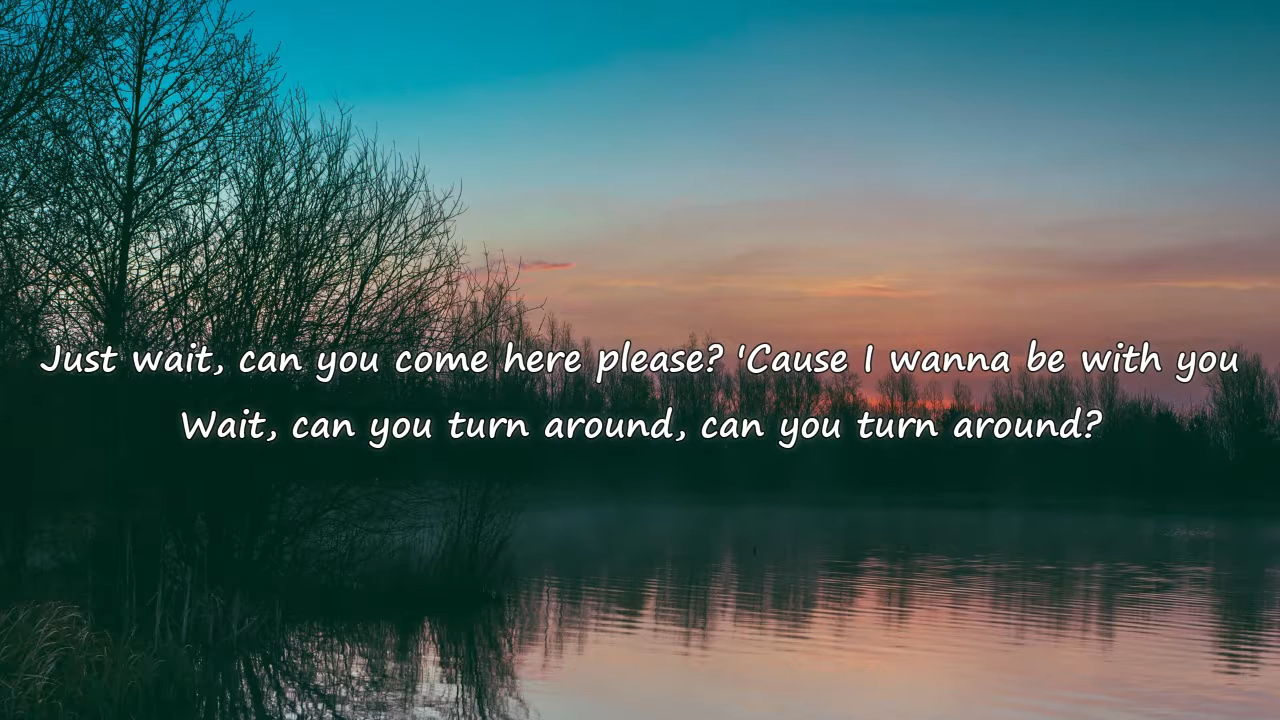 Just wait, can you come here please? 'Cause I wanna be with you
Wait, can you turn around, can you turn around?